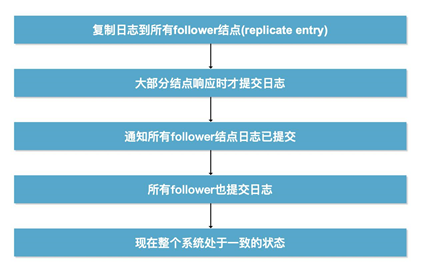 复制日志到所有follower结点(replicate entry)
大部分结点响应时才提交日志
通知所有follower结点日志已提交
所有follower也提交日志
现在整个系统处于一致的状态